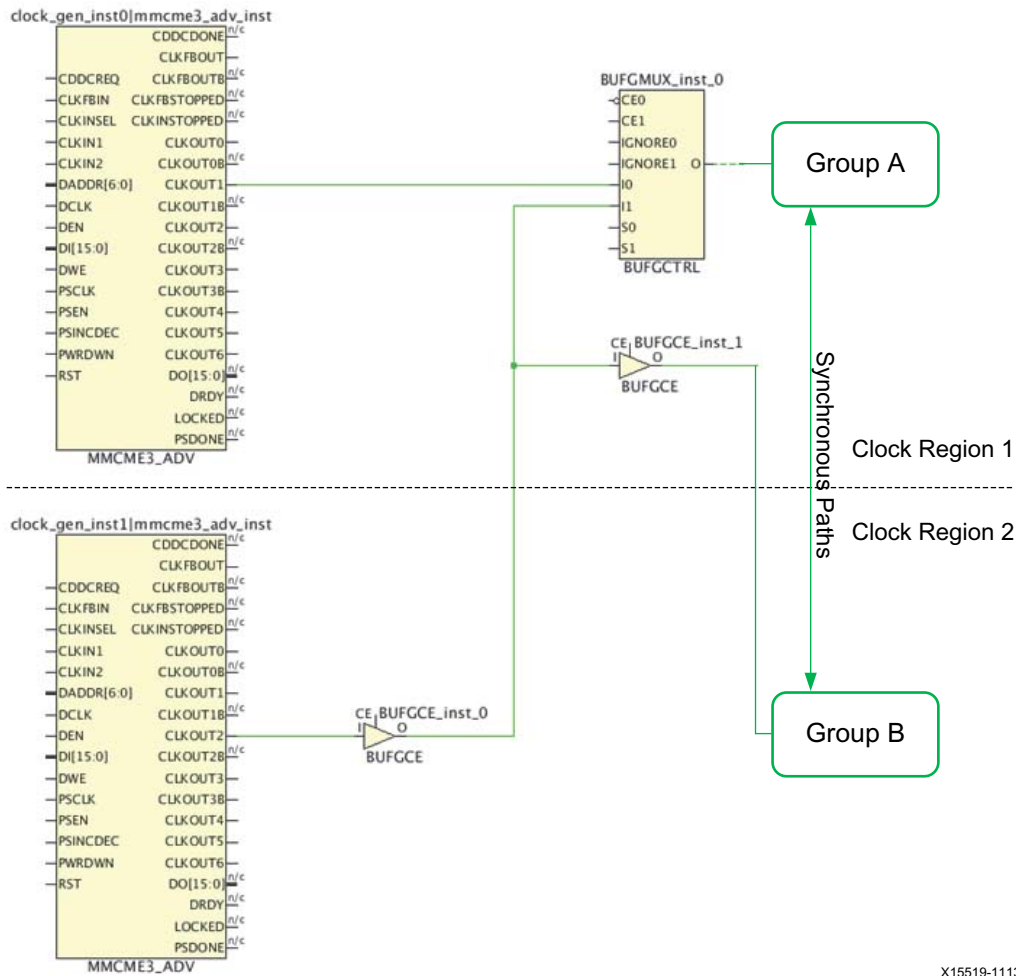 clock_gen_inst0|mmcme3_adv_inst
CDDCDONE n/c
CLKFBOUT
CDDCREQ CLKFBOUTB n/c
CLKFBIN CLKFBSTOPPED n/c
CLKINSEL CLKINSTOPPED n/c
CLKIN1 CLKOUT0
CLKIN2 CLKOUT0B n/c
DADDR[6:0] CLKOUT1
DCLK CLKOUT1B n/c
DEN CLKOUT2
DI[15:0] CLKOUT2B n/c
DWE CLKOUT3
PSCLK CLKOUT3B n/c
PSEN CLKOUT4
PSINCDEC CLKOUT5
PWRDWN CLKOUT6
RST DO[15:0] n/c
DRDY n/c
LOCKED n/c
PSDONE n/c
MMCME3_ADV
BUFGMUX_inst_0
CE0
CE1
IGNORE0
IGNORE1 O
I0
I1
S0
S1
BUFGCTRL
Group A
CE BUFGCE_inst_1
I O
BUFGCE
Synchronous Paths
Clock Region 1
Clock Region 2
clock_gen_inst1|mmcme3_adv_inst
CDDCDONE n/c
CLKFBOUT
CDDCREQ CLKFBOUTB n/c
CLKFBIN CLKFBSTOPPED n/c
CLKINSEL CLKINSTOPPED n/c
CLKIN1 CLKOUT0
CLKIN2 CLKOUT0B n/c
DADDR[6:0] CLKOUT1
DCLK CLKOUT1B n/c
DEN CLKOUT2
DI[15:0] CLKOUT2B n/c
DWE CLKOUT3
PSCLK CLKOUT3B n/c
PSEN CLKOUT4
PSINCDEC CLKOUT5
PWRDWN CLKOUT6
RST DO[15:0] n/c
DRDY n/c
LOCKED n/c
PSDONE n/c
MMCME3_ADV
CE BUFGCE_inst_0
I O
BUFGCE
Group B